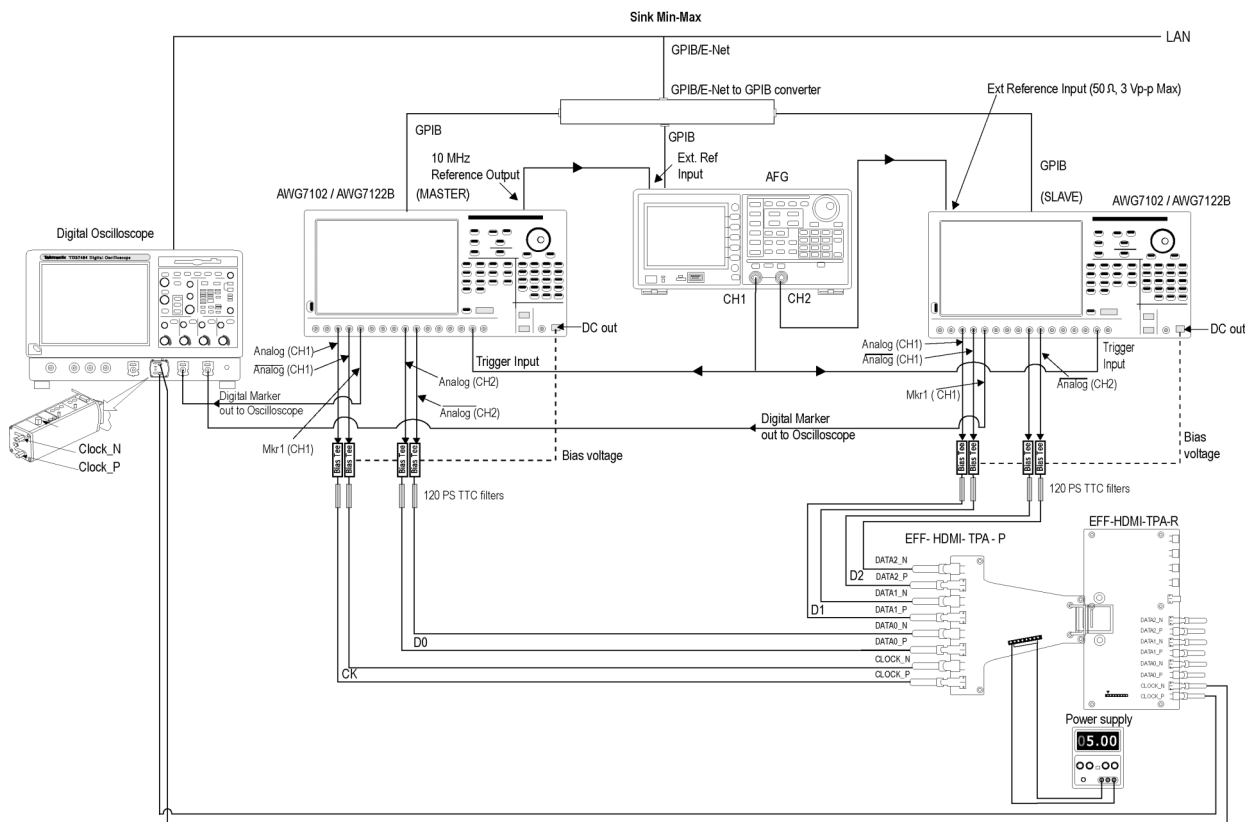 Sink Min-Max
LAN
GPIB/E-Net
GPIB/E-Net to GPIB converter
Ext Reference Input (50 Ω, 3 Vp-p Max)
GPIB
GPIB
GPIB
10 MHz
Reference Output
(MASTER)
Ext. Ref
Input
AFG
(SLAVE)
AWG7102 / AWG7122B
AWG7102 / AWG7122B
Digital Oscilloscope
Tektronix TDS7404 Digital Oscilloscope
CH1
CH2
DC out
DC out
Analog (CH1)
Analog (CH1)
Trigger Input
Analog (CH2)
Analog (CH2)
Mkr1 (CH1)
Digital Marker
out to Oscilloscope
Analog (CH1)
Analog (CH1)
Mkr1 (CH1)
Trigger
Input
Analog (CH2)
Digital Marker
out to Oscilloscope
Clock_N
Clock_P
Bias Tee
Bias Tee
Bias Tee
Bias Tee
Bias voltage
Bias Tee
Bias Tee
Bias Tee
Bias Tee
Bias
voltage
120 PS TTC filters
120 PS TTC filters
EFF- HDMI- TPA - P
EFF-HDMI-TPA-R
DATA2_N
D2
DATA2_P
DATA1_N
D1
DATA1_P
DATA0_N
D0
DATA0_P
CLOCK_N
CK
CLOCK_P
DATA2_N
DATA2_P
DATA1_N
DATA1_P
DATA0_N
DATA0_P
CLOCK_N
CLOCK_P
Power supply
05.00